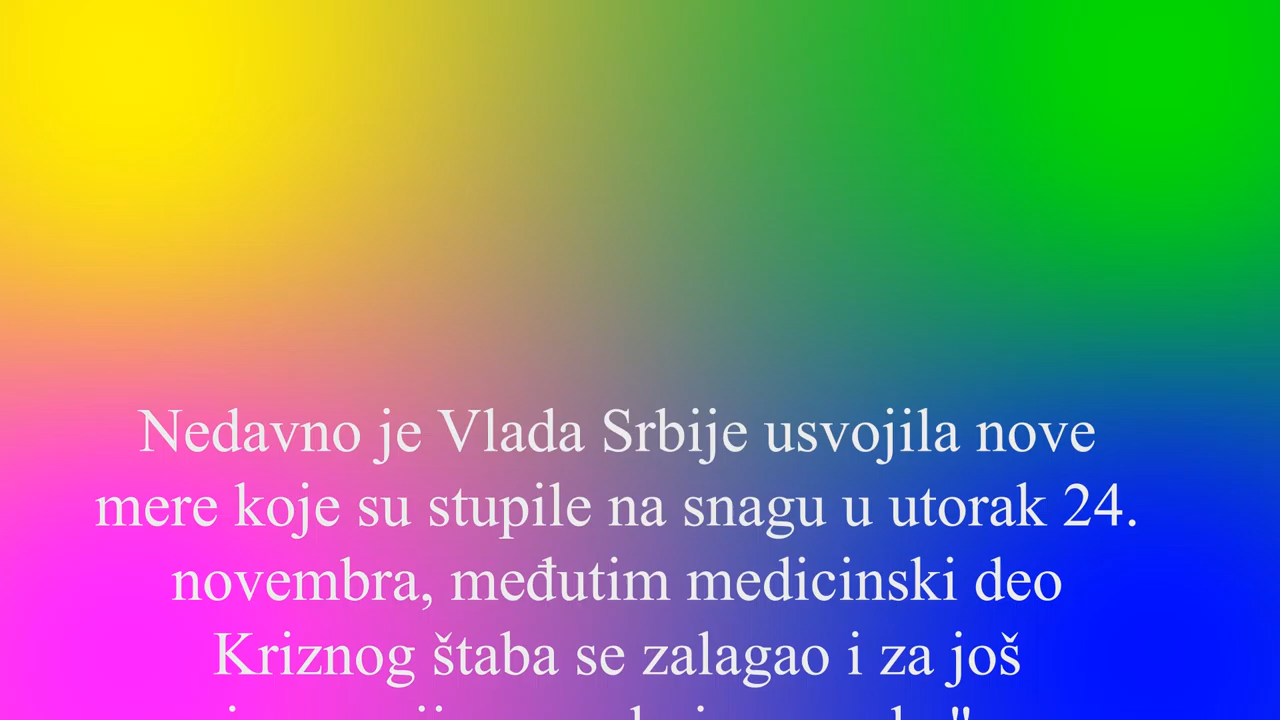 Nedavno je Vlada Srbije usvojila nove
mere koje su stupile na snagu u utorak 24.
novembra, međutim medicinski deo
Kriznog štaba se zalagao i za još